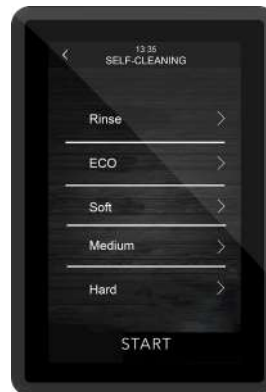 13:35
SELF-CLEANING
Rinse
ECO
Soft
Medium
Hard
START